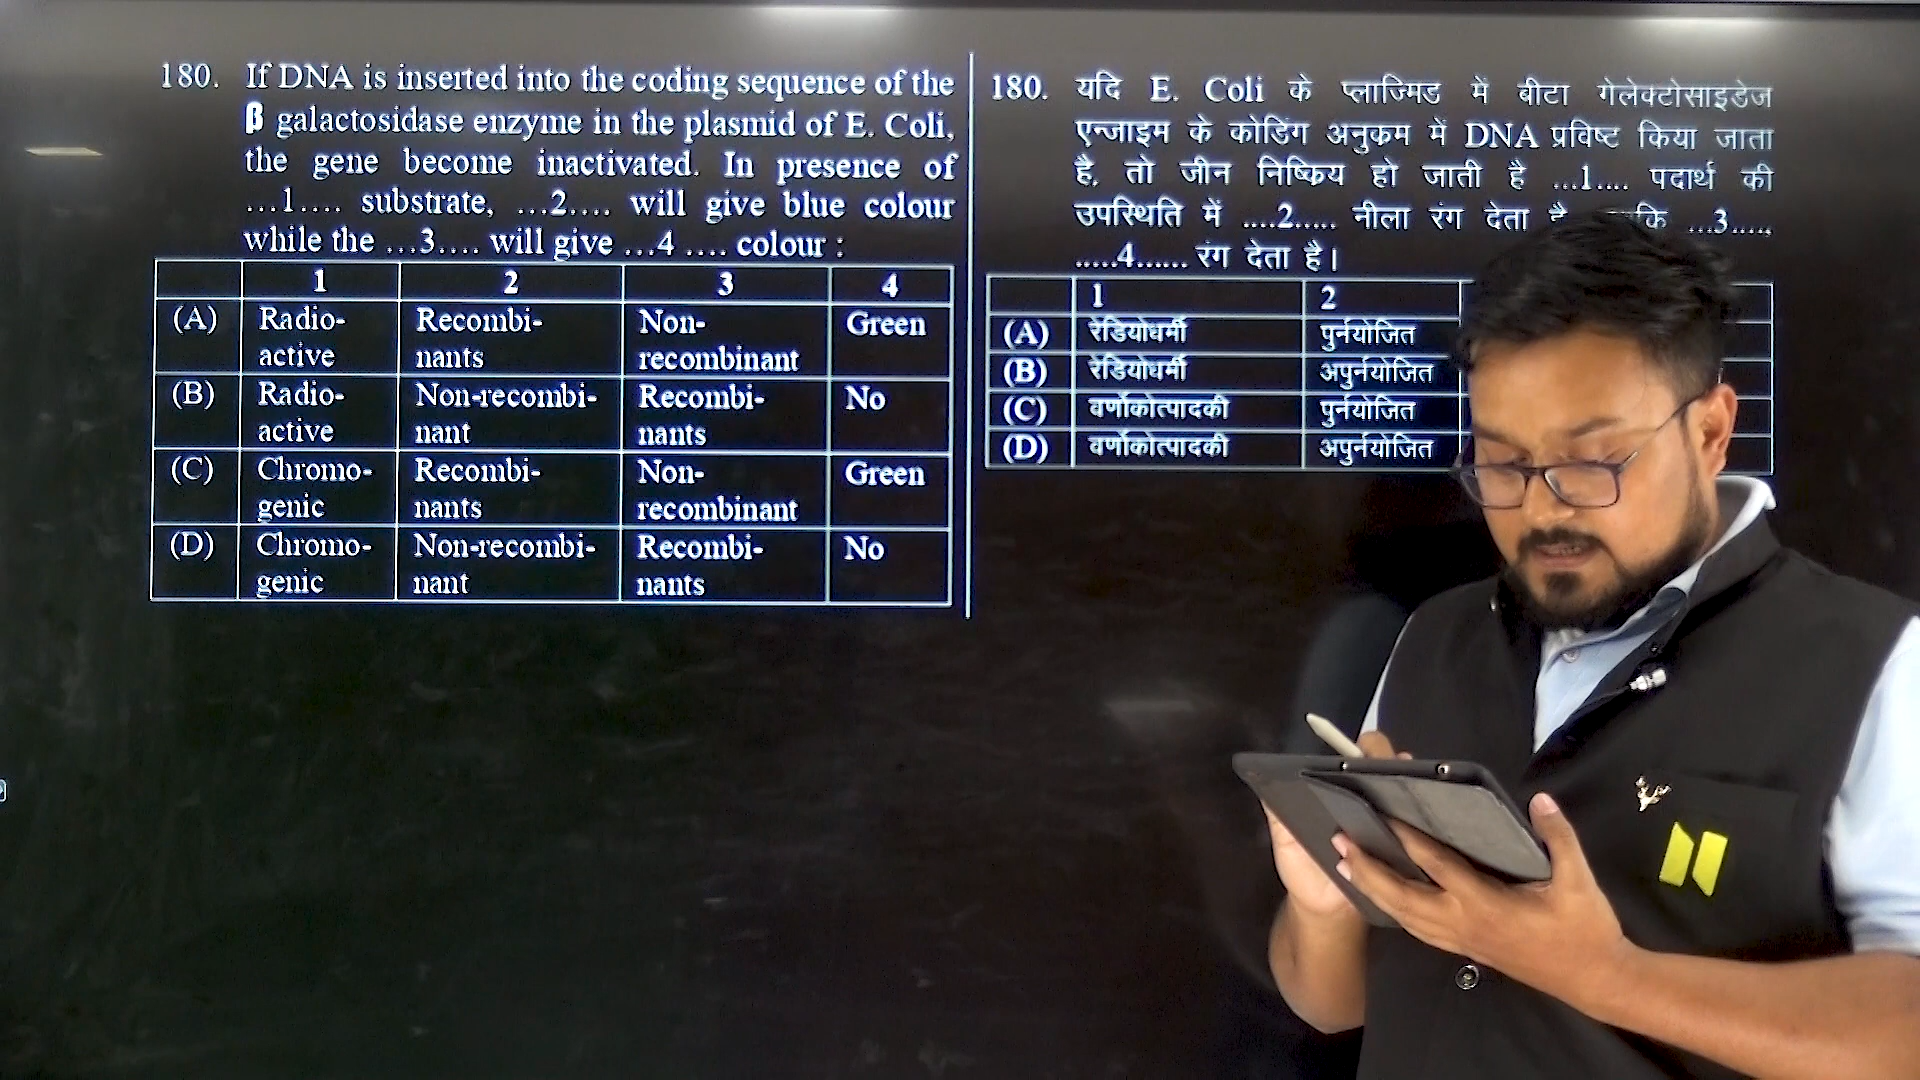 180. If DNA is inserted into the coding sequence of the
β galactosidase enzyme in the plasmid of E. Coli,
the gene become inactivated. In presence of
...1.... substrate, ...2.... will give blue colour
while the ...3.... will give ...4 .... colour :
1 2 3 4
(A) Radio- Recombi- Non- Green
active nants recombinant
(B) Radio- Non-recombi- Recombi- No
active nant nants
(C) Chromo- Recombi- Non- Green
genic nants recombinant
(D) Chromo- Non-recombi- Recombi- No
genic nant nants
180. यदि E. Coli के प्लाज्मिड में बीटा गेलेक्टोसाइडेज
एन्जाइम के कोडिंग अनुक्रम में DNA प्रविष्ट किया जाता
है, तो जीन निष्क्रिय हो जाती है ...1.... पदार्थ की
उपस्थिति में ....2..... नीला रंग देता है ...3....,
.....4...... रंग देता है।
1 2
(A) रेडियोधर्मी पुर्नयोजित
(B) रेडियोधर्मी अपुर्नयोजित
(C) वर्णोकोत्पादकी पुर्नयोजित
(D) वर्णोकोत्पादकी अपुर्नयोजित